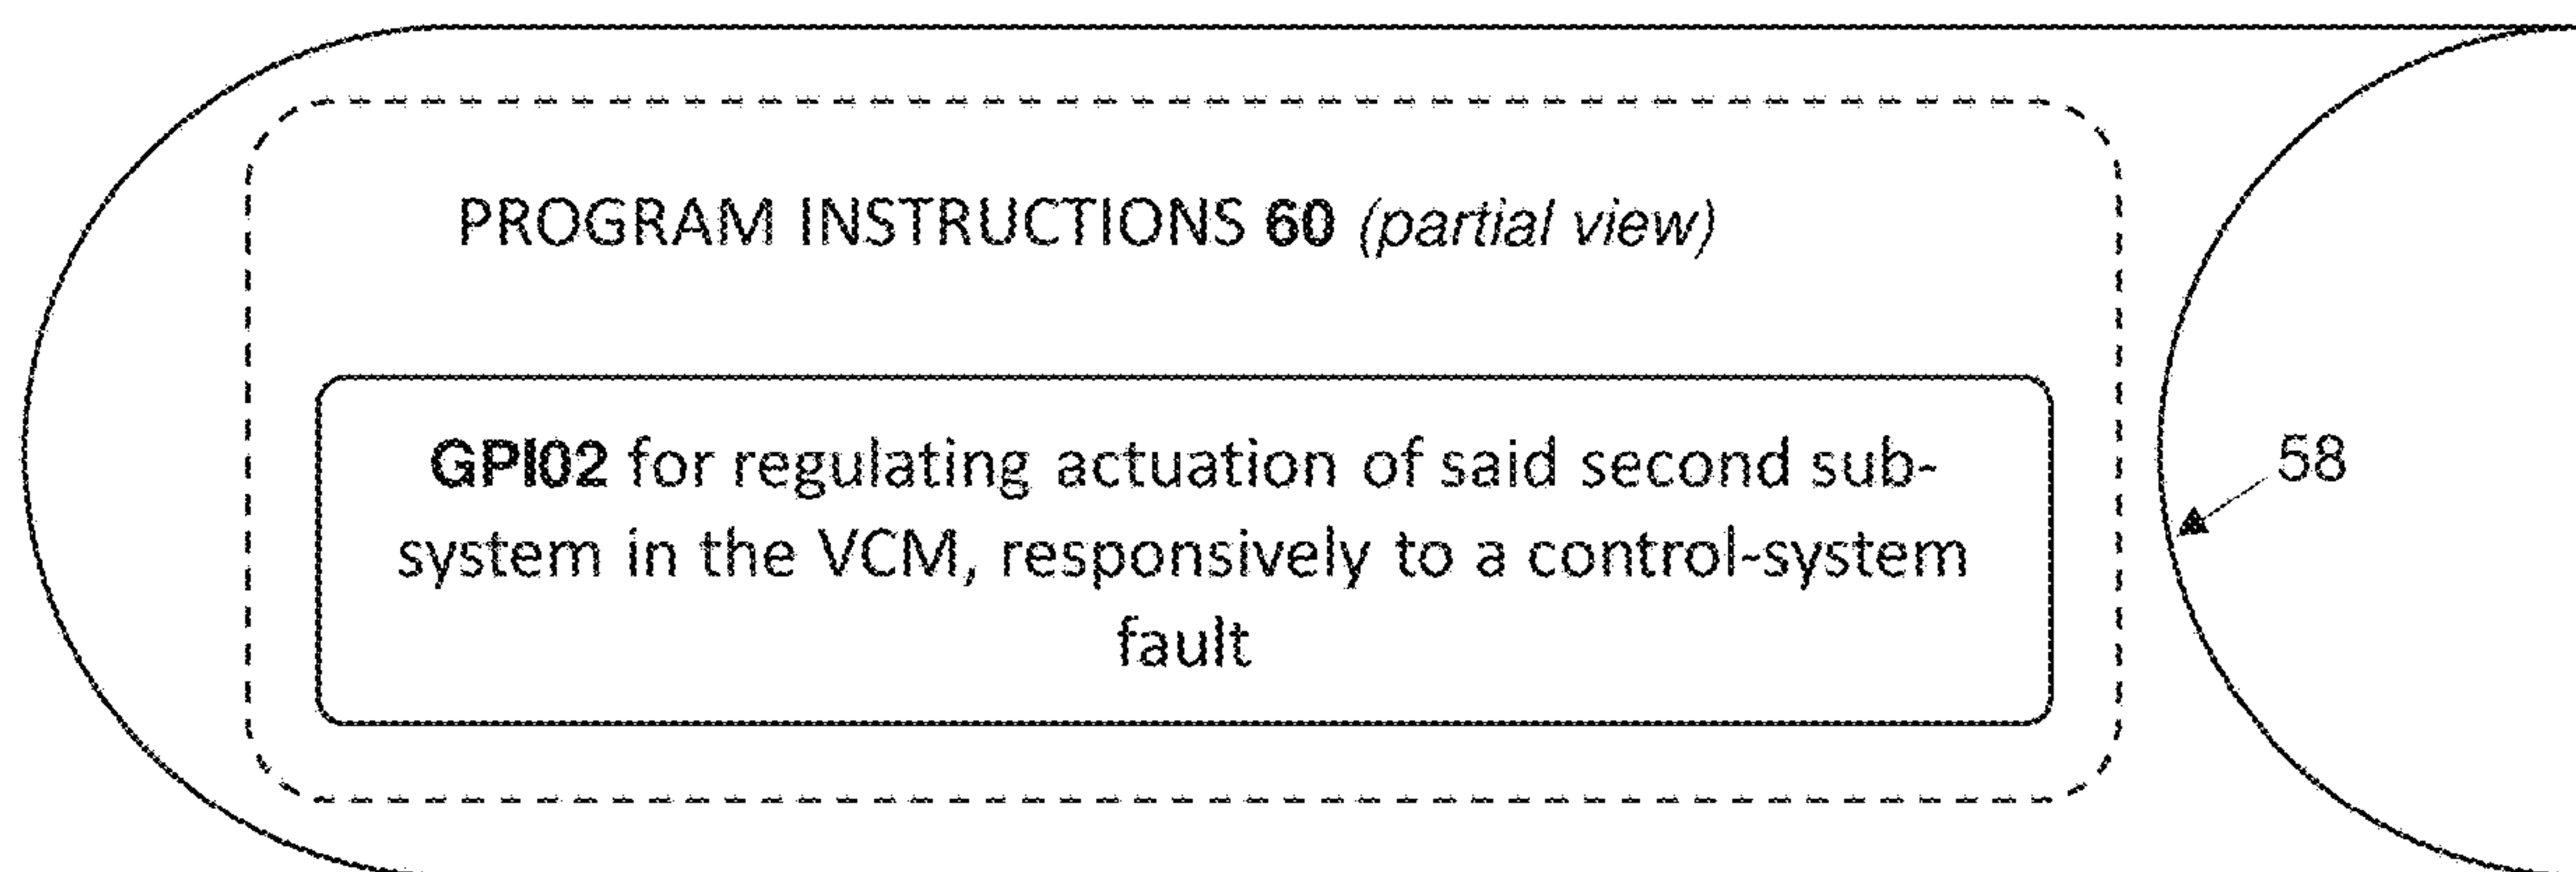 PROGRAM INSTRUCTIONS 60 (partial view)
GPI02 for regulating actuation of said second sub-
system in the VCM, responsively to a control-system
fault
58